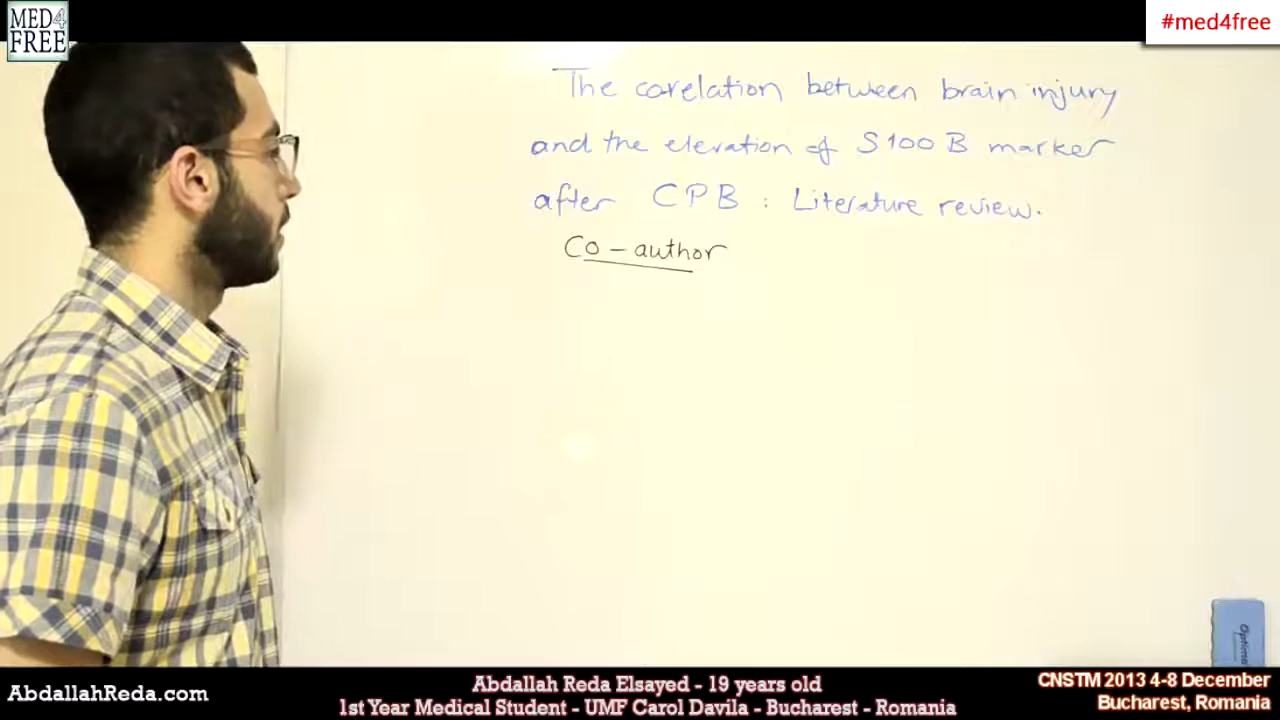 MED4
FREE
#med4free
The corelation between brain injury
and the elevation of S100B marker
after CPB : Literature review.
Co-author
AbdallahReda.com
Abdallah Reda Elsayed - 19 years old
1st Year Medical Student - UMF Carol Davila - Bucharest - Romania
CNSTM 2013 4-8 December
Bucharest, Romania